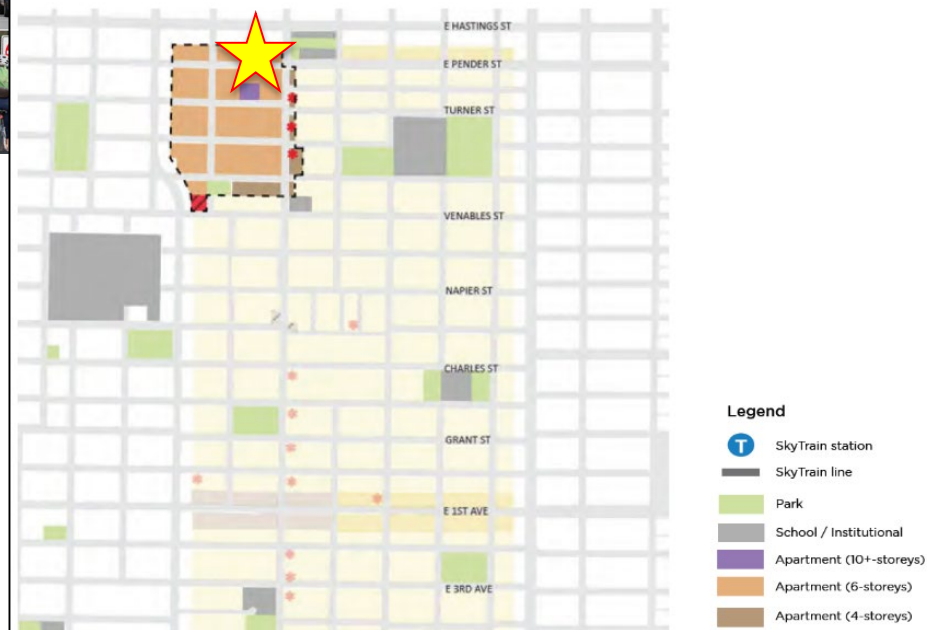 E HASTINGS ST
E PENDER ST
TURNER ST
VENABLES ST
NAPIER ST
CHARLES ST
GRANT ST
E 1ST AVE
E 3RD AVE
Legend
T SkyTrain station
SkyTrain line
Park
School / Institutional
Apartment (10+-storeys)
Apartment (6-storeys)
Apartment (4-storeys)